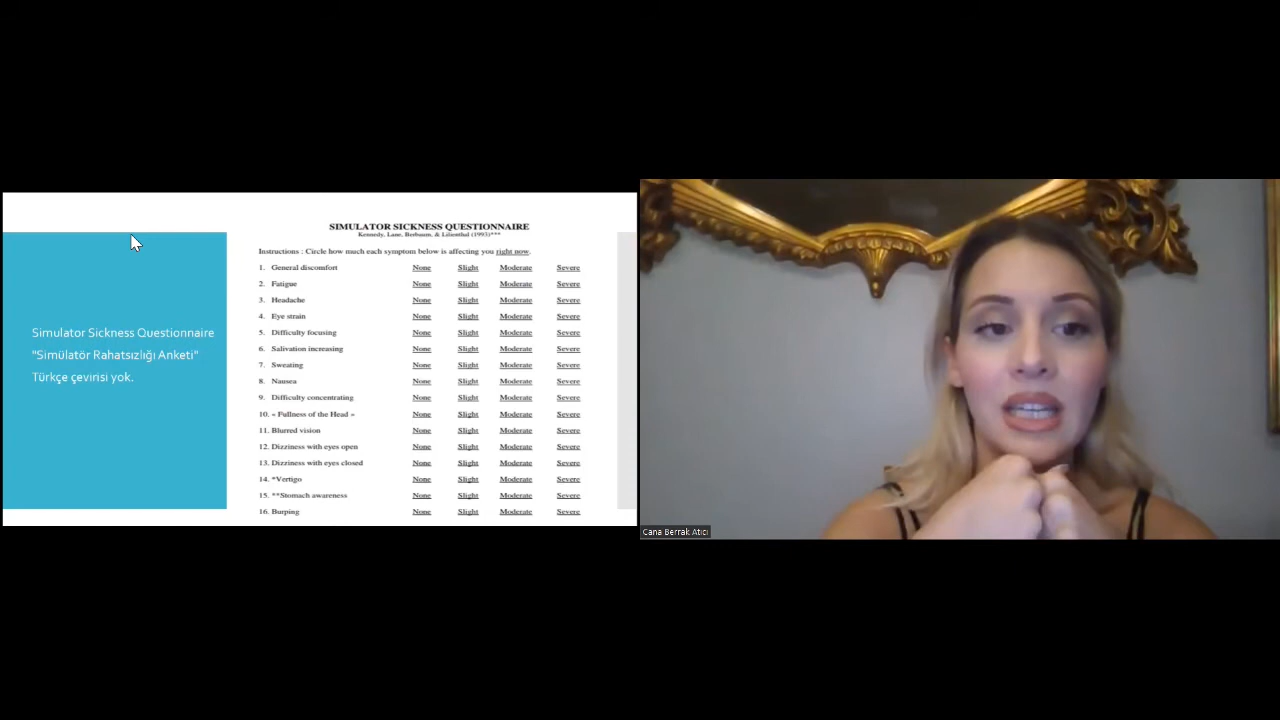 Simulator Sickness Questionnaire
"Simülatör Rahatsızlığı Anketi"
Türkçe çevirisi yok.
SIMULATOR SICKNESS QUESTIONNAIRE
Kennedy, Lane, Berbaum, & Lilienthal (1993)***
Instructions : Circle how much each symptom below is affecting you right now.
1. General discomfort None Slight Moderate Severe
2. Fatigue None Slight Moderate Severe
3. Headache None Slight Moderate Severe
4. Eye strain None Slight Moderate Severe
5. Difficulty focusing None Slight Moderate Severe
6. Salivation increasing None Slight Moderate Severe
7. Sweating None Slight Moderate Severe
8. Nausea None Slight Moderate Severe
9. Difficulty concentrating None Slight Moderate Severe
10. « Fullness of the Head » None Slight Moderate Severe
11. Blurred vision None Slight Moderate Severe
12. Dizziness with eyes open None Slight Moderate Severe
13. Dizziness with eyes closed None Slight Moderate Severe
14. *Vertigo None Slight Moderate Severe
15. **Stomach awareness None Slight Moderate Severe
16. Burping None Slight Moderate Severe
Cana Berrak Atici